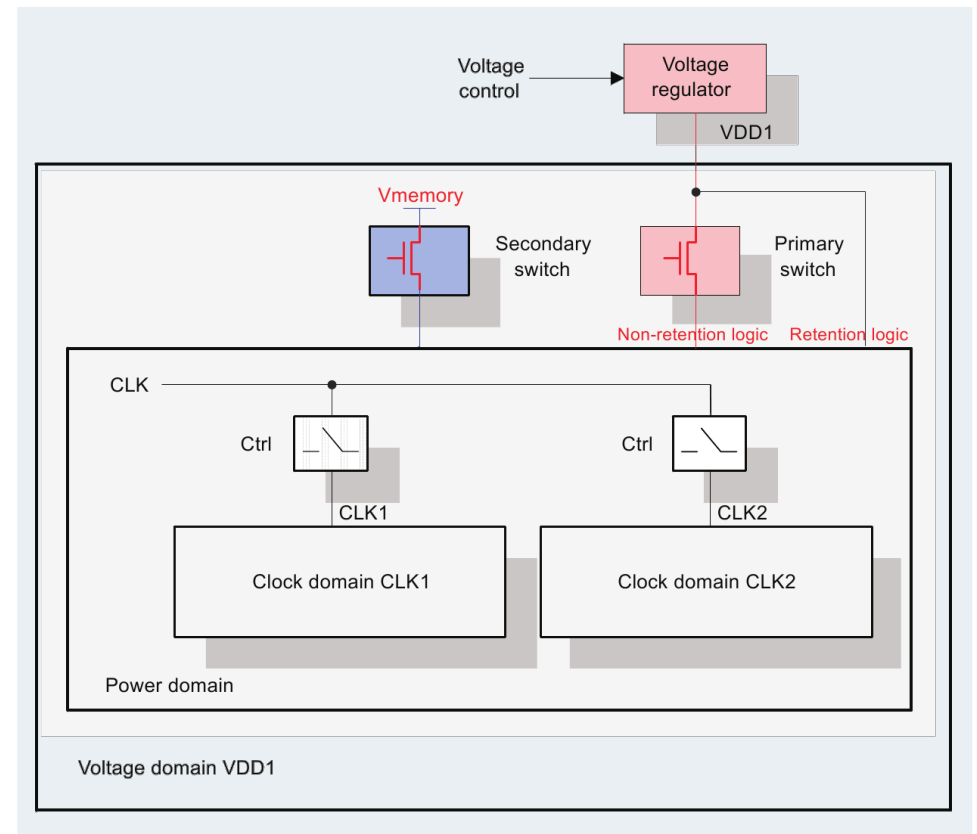 Voltage
control
Voltage
regulator
VDD1
Vmemory
Secondary
switch
Primary
switch
Non-retention logic
Retention logic
CLK
Ctrl
Ctrl
CLK1
CLK2
Clock domain CLK1
Clock domain CLK2
Power domain
Voltage domain VDD1